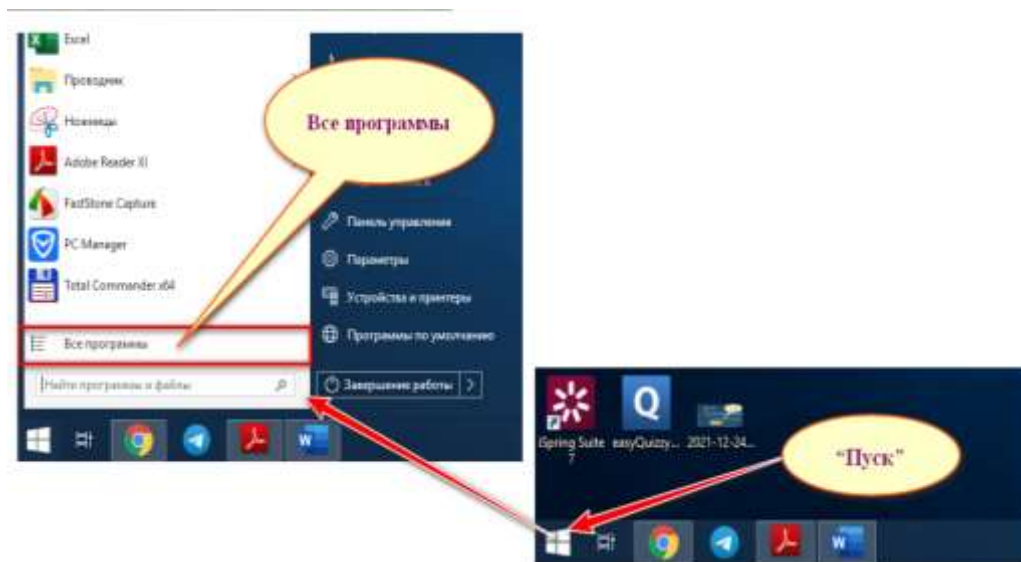 Excel
Проводник
Ножницы
Adobe Reader XI
FastStone Capture
PC Manager
Total Commander x64
Все программы
Найти программы и файлы
Все программы
Панель управления
Параметры
Устройства и принтеры
Программы по умолчанию
Завершение работы
iSpring Suite 7
easyQuizzy...
2021-12-24...
“Пуск”